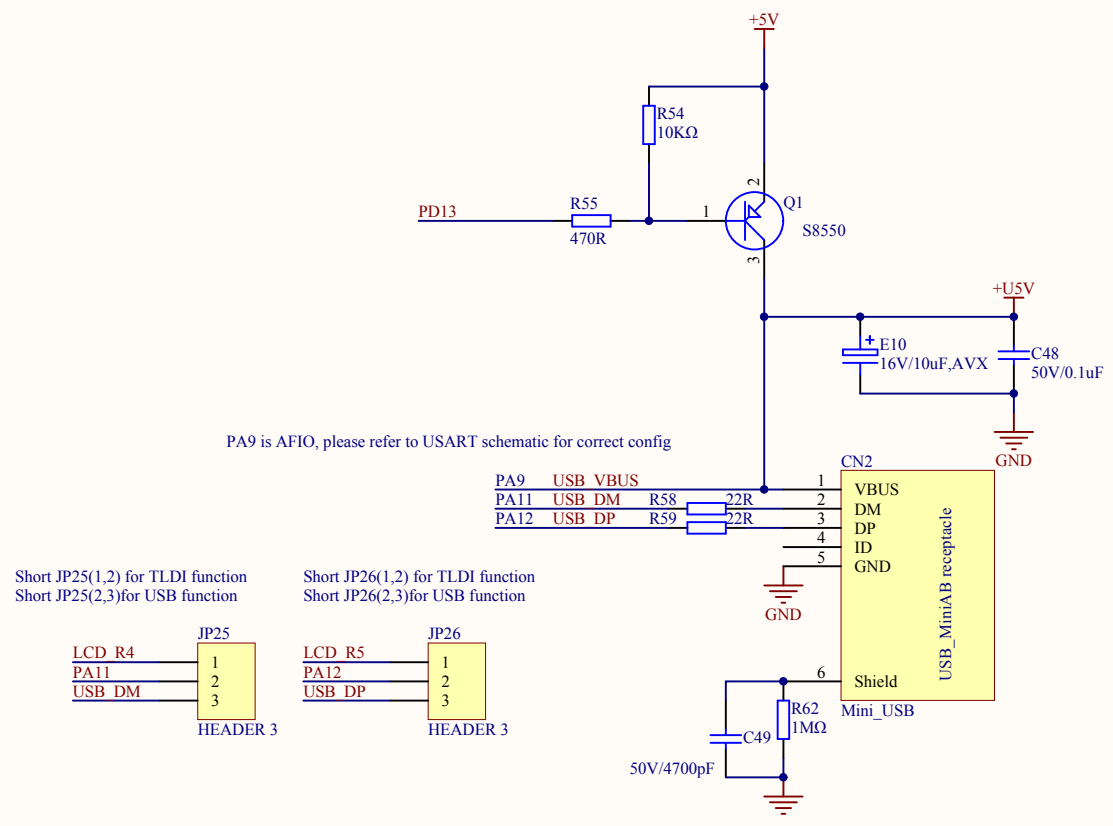 +5V
R54
10KΩ
2
PD13
R55
470R
1
Q1
S8550
3
+U5V
E10
16V/10uF,AVX
C48
50V/0.1uF
GND
PA9 is AFIO, please refer to USART schematic for correct config
CN2
PA9 USB_VBUS 1 VBUS
PA11 USB_DM R58 22R 2 DM
PA12 USB_DP R59 22R 3 DP
4 ID
5 GND
GND
USB_MiniAB receptacle
6 Shield
Mini_USB
R62
1MΩ
C49
50V/4700pF
Short JP25(1,2) for TLDI function
Short JP25(2,3)for USB function
JP25
LCD_R4 1
PA11 2
USB_DM 3
HEADER 3
Short JP26(1,2) for TLDI function
Short JP26(2,3)for USB function
JP26
LCD_R5 1
PA12 2
USB_DP 3
HEADER 3